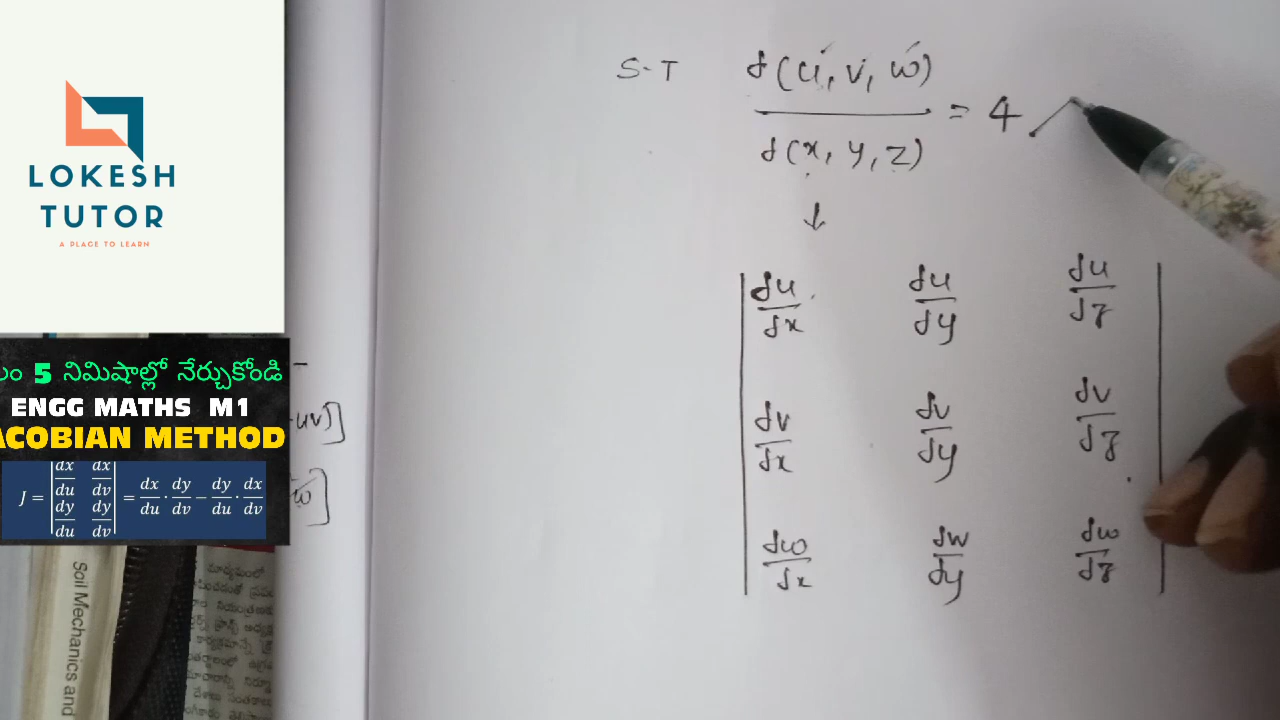 LOKESH
TUTOR
A PLACE TO LEARN
ం 5 నిమిషాల్లో నేర్చుకోండి
ENGG MATHS M1
ACOBIAN METHOD
J = | dx/du dx/dv |
| dy/du dy/dv | = dx/du · dy/dv − dy/du · dx/dv
Soil Mechanics and
uv)]
w]
S-T ∂(u, v, w) / ∂(x, y, z) = 4
↓
| ∂u/∂x ∂u/∂y ∂u/∂z |
| ∂v/∂x ∂v/∂y ∂v/∂z |
| ∂w/∂x ∂w/∂y ∂w/∂z |